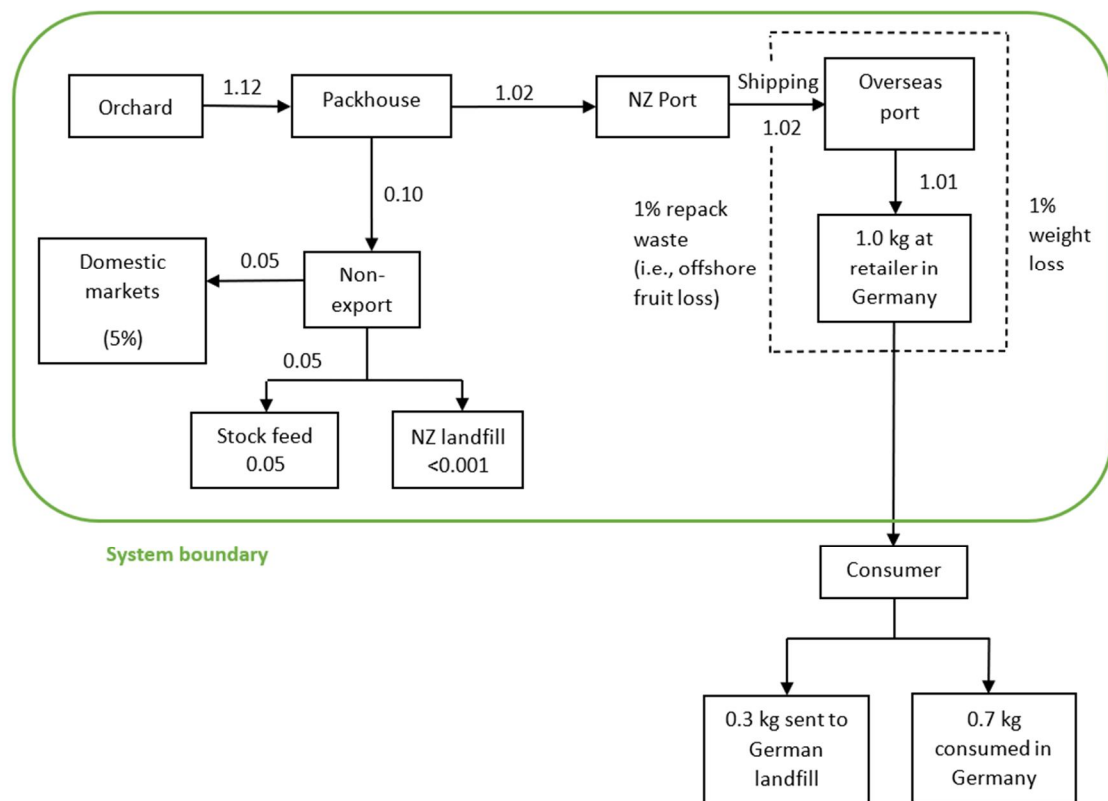 Orchard
1.12
Packhouse
1.02
NZ Port
Shipping
1.02
Overseas
port
0.10
1.01
1% repack
waste
(i.e., offshore
fruit loss)
1.0 kg at
retailer in
Germany
1%
weight
loss
Domestic
markets
(5%)
0.05
Non-
export
0.05
Stock feed
0.05
NZ landfill
<0.001
System boundary
Consumer
0.3 kg sent to
German
landfill
0.7 kg
consumed in
Germany